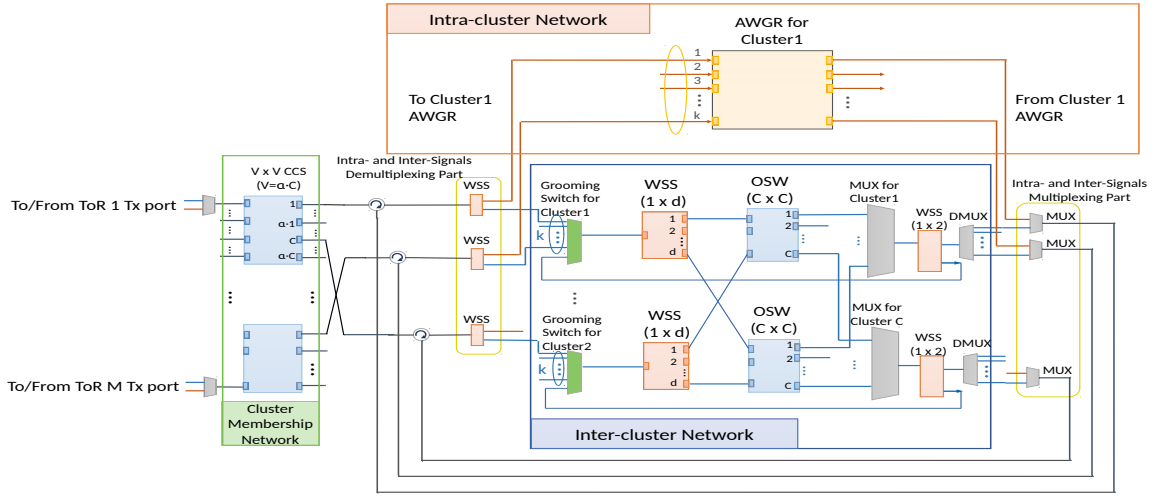 Intra-cluster Network
AWGR for
Cluster1
1
2
3
k
To Cluster1
AWGR
From Cluster 1
AWGR
V x V CCS
(V=α·C)
Intra- and Inter-Signals
Demultiplexing Part
To/From ToR 1 Tx port
1
α·1
C
α·C
WSS
WSS
WSS
Grooming
Switch for
Cluster1
k
WSS
(1 x d)
1
2
d
OSW
(C x C)
1
2
C
MUX for
Cluster1
WSS
(1 x 2)
DMUX
Intra- and Inter-Signals
Multiplexing Part
MUX
MUX
Grooming
Switch for
Cluster2
k
WSS
(1 x d)
1
2
d
OSW
(C x C)
1
2
C
MUX for
Cluster C
WSS
(1 x 2)
DMUX
MUX
To/From ToR M Tx port
Cluster
Membership
Network
Inter-cluster Network